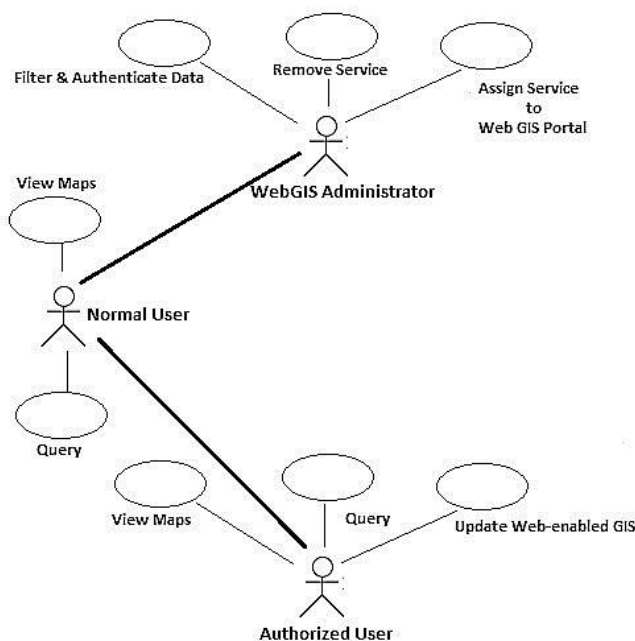 Filter & Authenticate Data
Remove Service
Assign Service
to
Web GIS Portal
WebGIS Administrator
View Maps
Normal User
Query
View Maps
Query
Update Web-enabled GIS
Authorized User